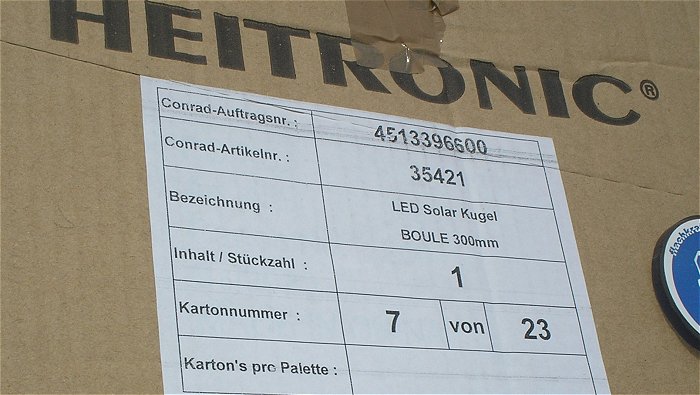 HEITRONIC®
Conrad-Auftragsnr. : 4513396600
Conrad-Artikelnr. : 35421
Bezeichnung : LED Solar Kugel
BOULE 300mm
Inhalt / Stückzahl : 1
Kartonnummer : 7 von 23
Karton's pro Palette :